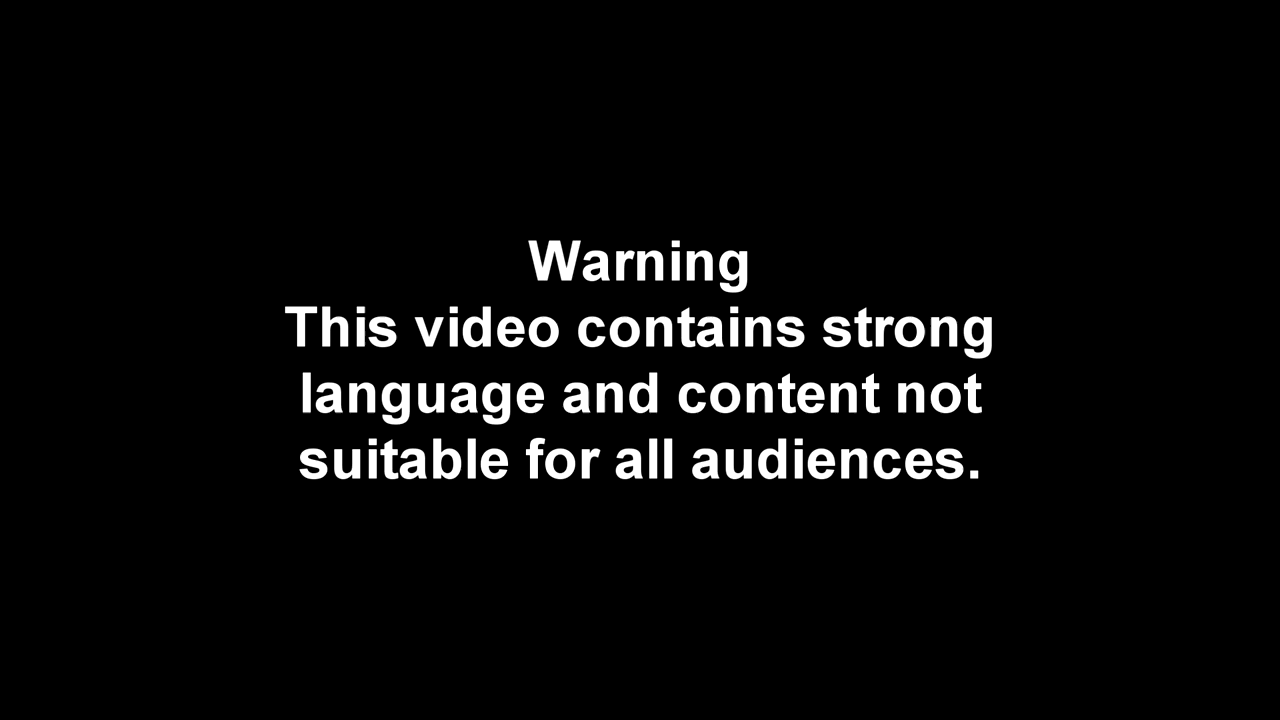 Warning
This video contains strong
language and content not
suitable for all audiences.